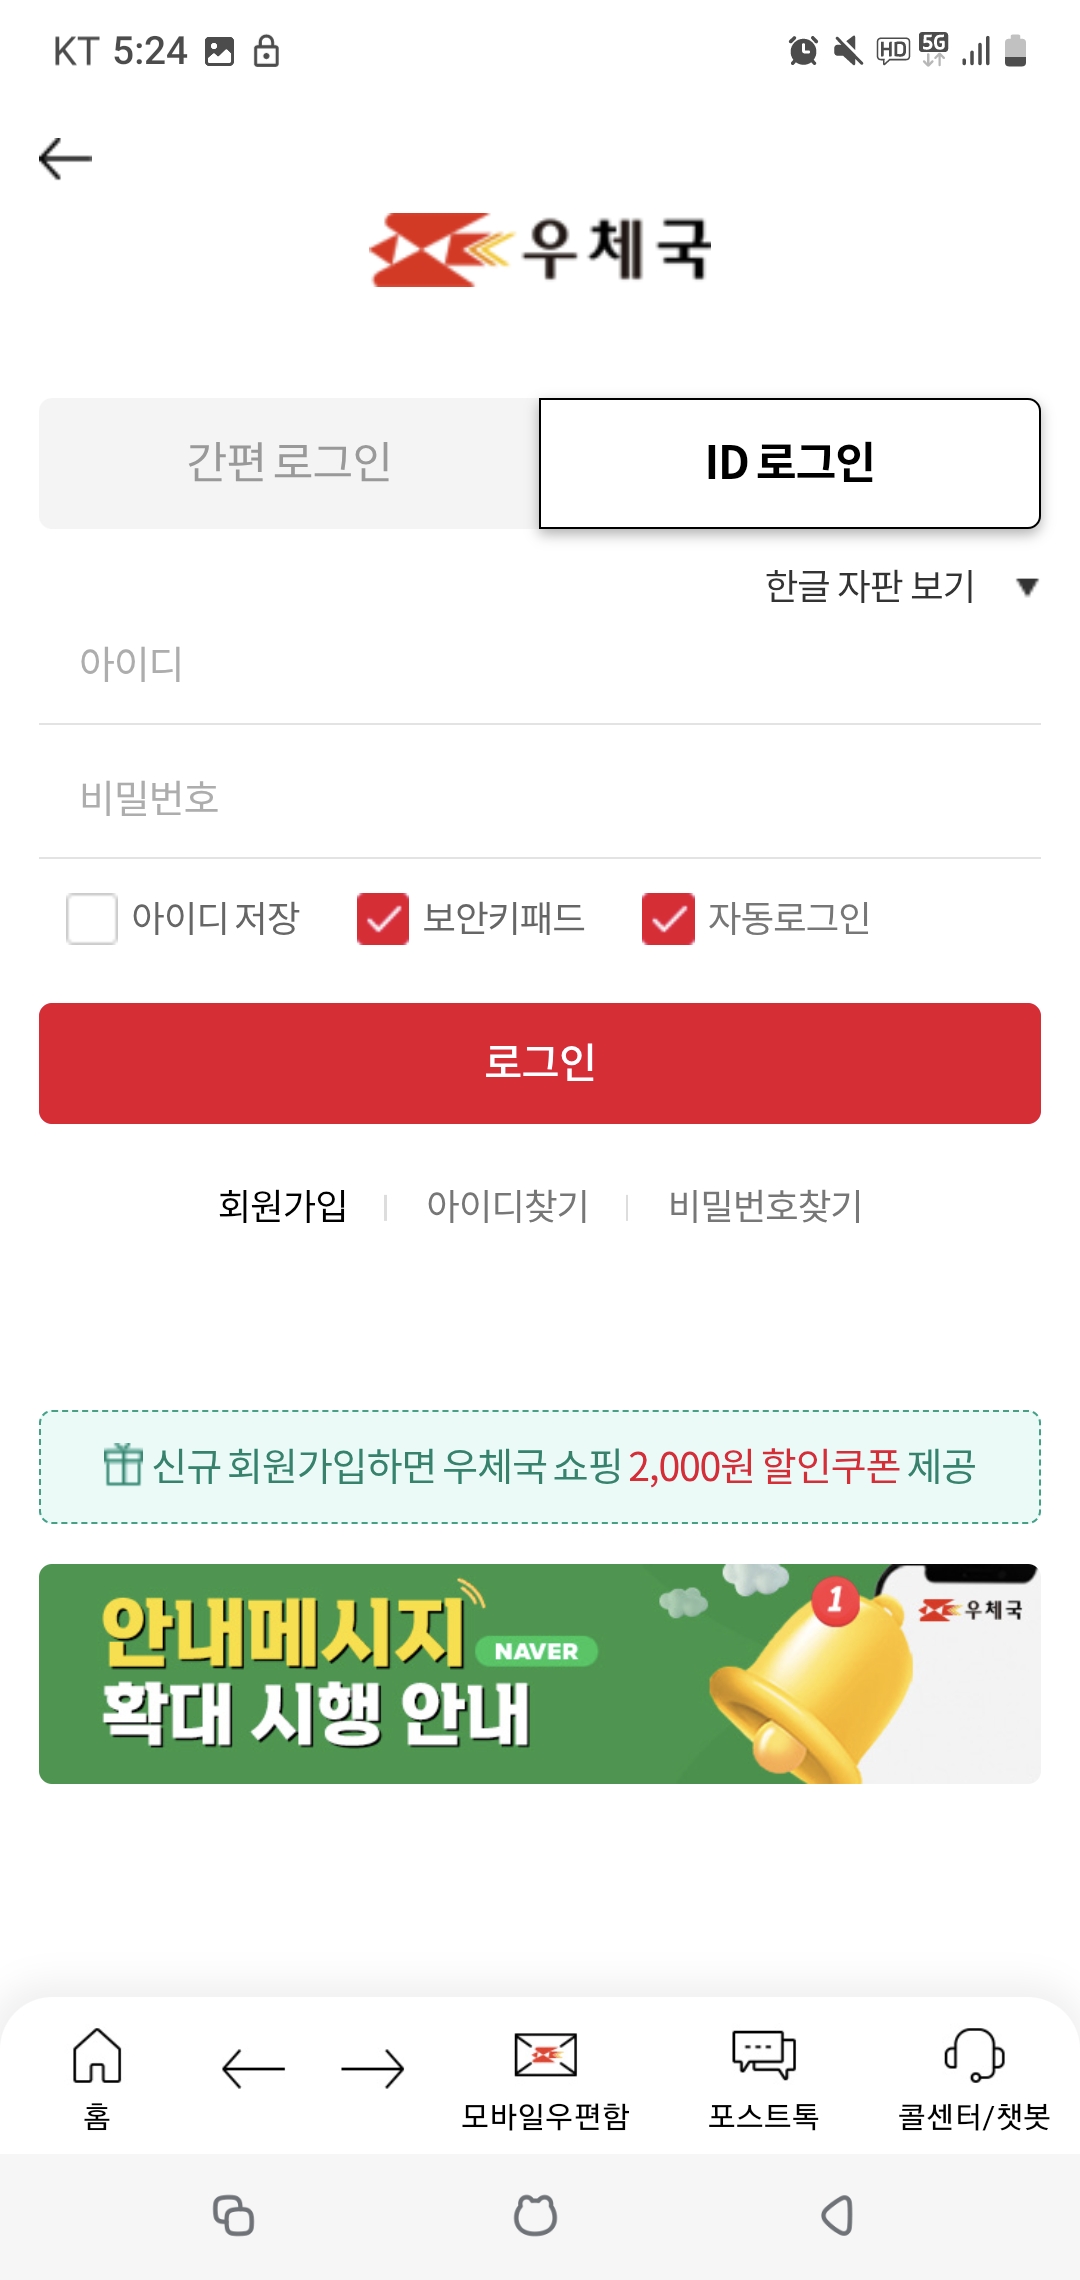 KT 5:24
HD 5G
우체국
간편 로그인
ID 로그인
한글 자판 보기 ▼
아이디
비밀번호
아이디 저장
보안키패드
자동로그인
로그인
회원가입
아이디찾기
비밀번호찾기
신규 회원가입하면 우체국 쇼핑 2,000원 할인쿠폰 제공
안내메시지 NAVER
확대 시행 안내
1
우체국
홈
모바일우편함
포스트톡
콜센터/챗봇